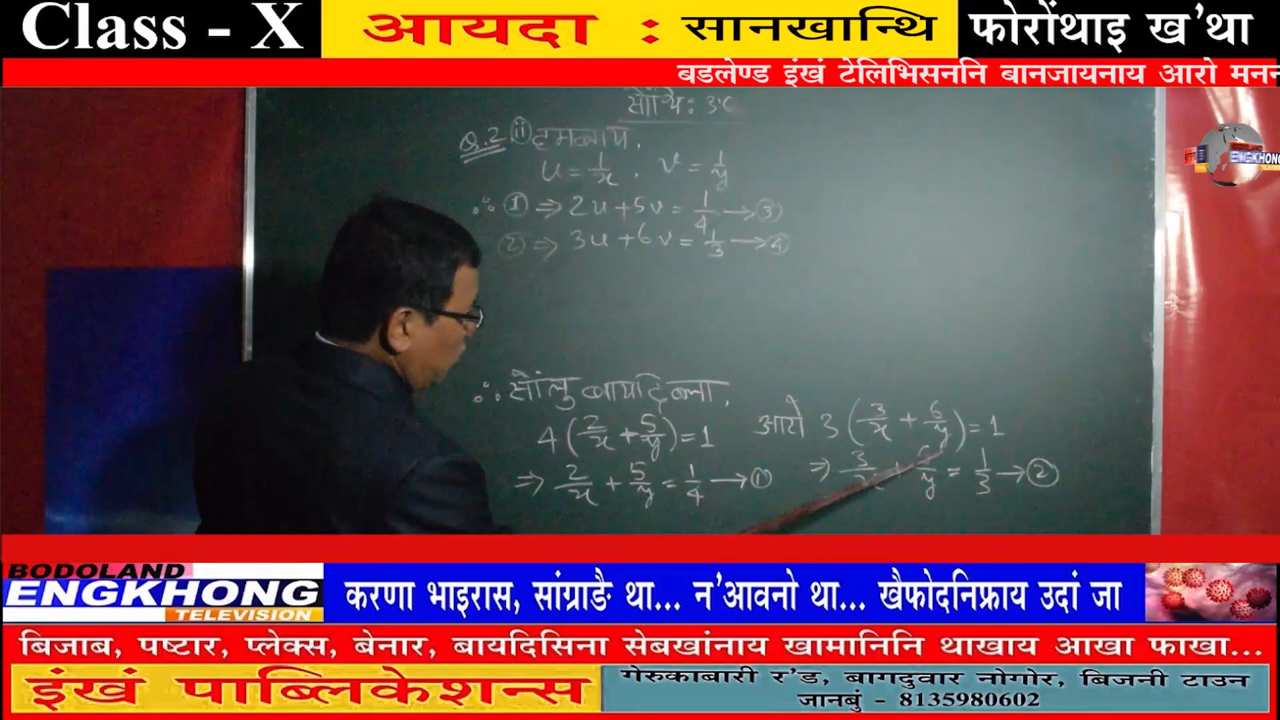 Class - X आयदा : सानखान्थि फोरोंथाइ ख'था
बडलेण्ड इंखं टेलिभिसननि बानजायनाय आरो मनन
ENGKHONG
Q.2 ii
u = 1/x , v = 1/y
∴ ① ⇒ 2u + 5v = 1/4 → ③
② ⇒ 3u + 6v = 1/3 → ④
4(2/x + 5/y) = 1 आरो 3(3/x + 6/y) = 1
⇒ 2/x + 5/y = 1/4 → ① ⇒ 3/x + 6/y = 1/3 → ②
BODOLAND
ENGKHONG
TELEVISION
करणा भाइरास, सांग्राङै था... न'आवनो था... खैफोदनिफ्राय उदां जा
बिजाब, पष्टार, प्लेक्स, बेनार, बायदिसिना सेबखांनाय खामानिनि थाखाय आखा फाखा...
इंखं पाब्लिकेशन्स
गेरुकाबारी र'ड, बागदुवार नोगोर, बिजनी टाउन
जानबुं - 8135980602